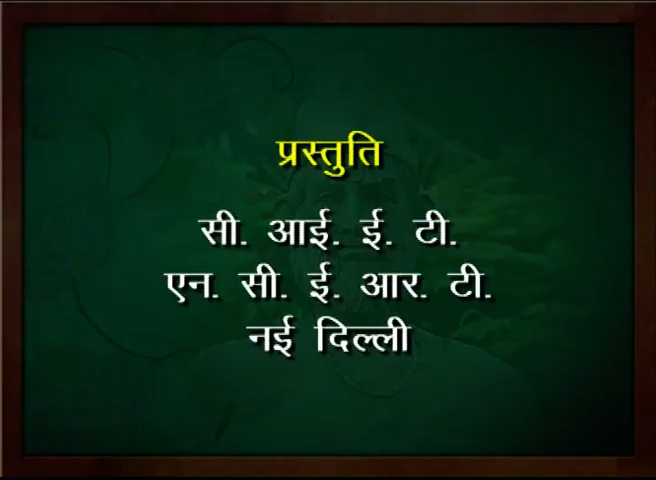 प्रस्तुति
सी. आई. ई. टी.
एन. सी. ई. आर. टी.
नई दिल्ली